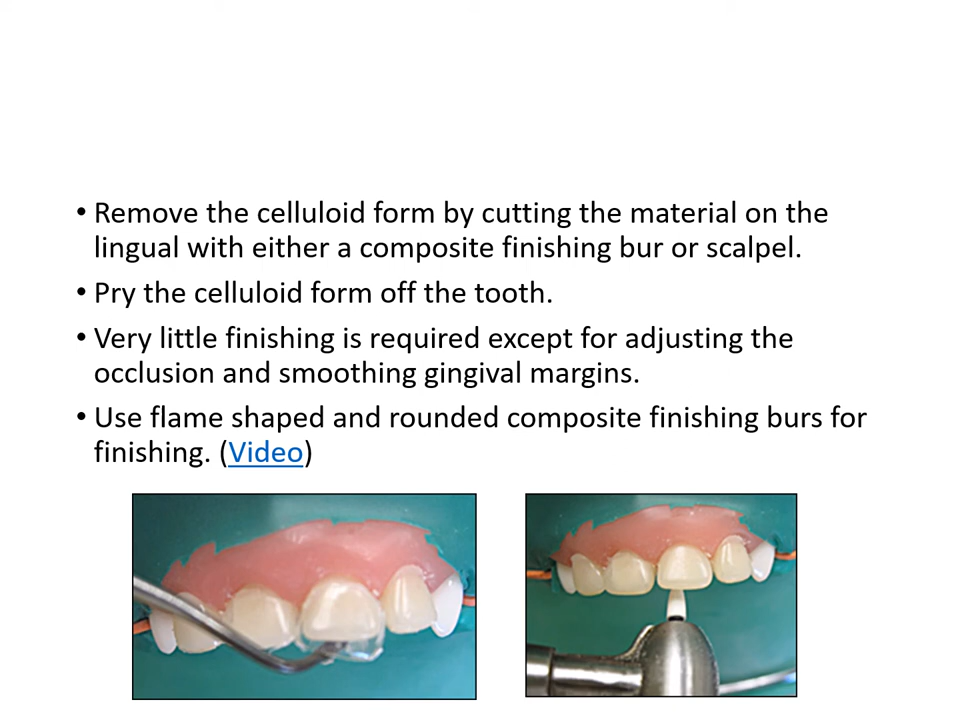 • Remove the celluloid form by cutting the material on the
lingual with either a composite finishing bur or scalpel.
• Pry the celluloid form off the tooth.
• Very little finishing is required except for adjusting the
occlusion and smoothing gingival margins.
• Use flame shaped and rounded composite finishing burs for
finishing. (Video)